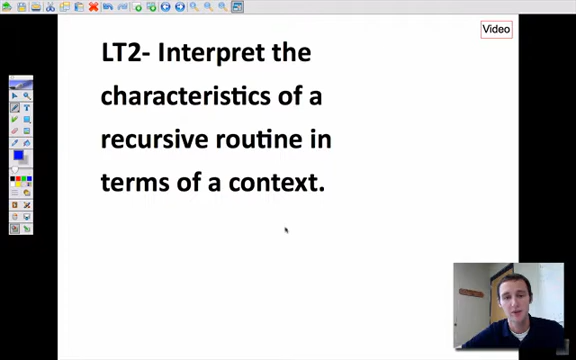 Video
LT2- Interpret the
characteristics of a
recursive routine in
terms of a context.